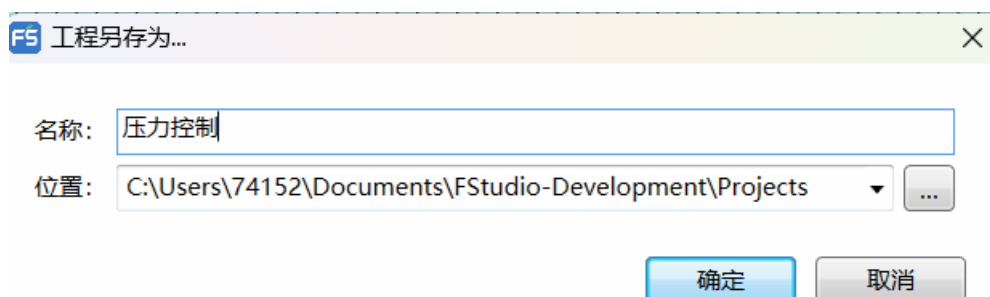 FS 工程另存为...
名称： 压力控制
位置： C:\Users\74152\Documents\FStudio-Development\Projects ...
确定 取消